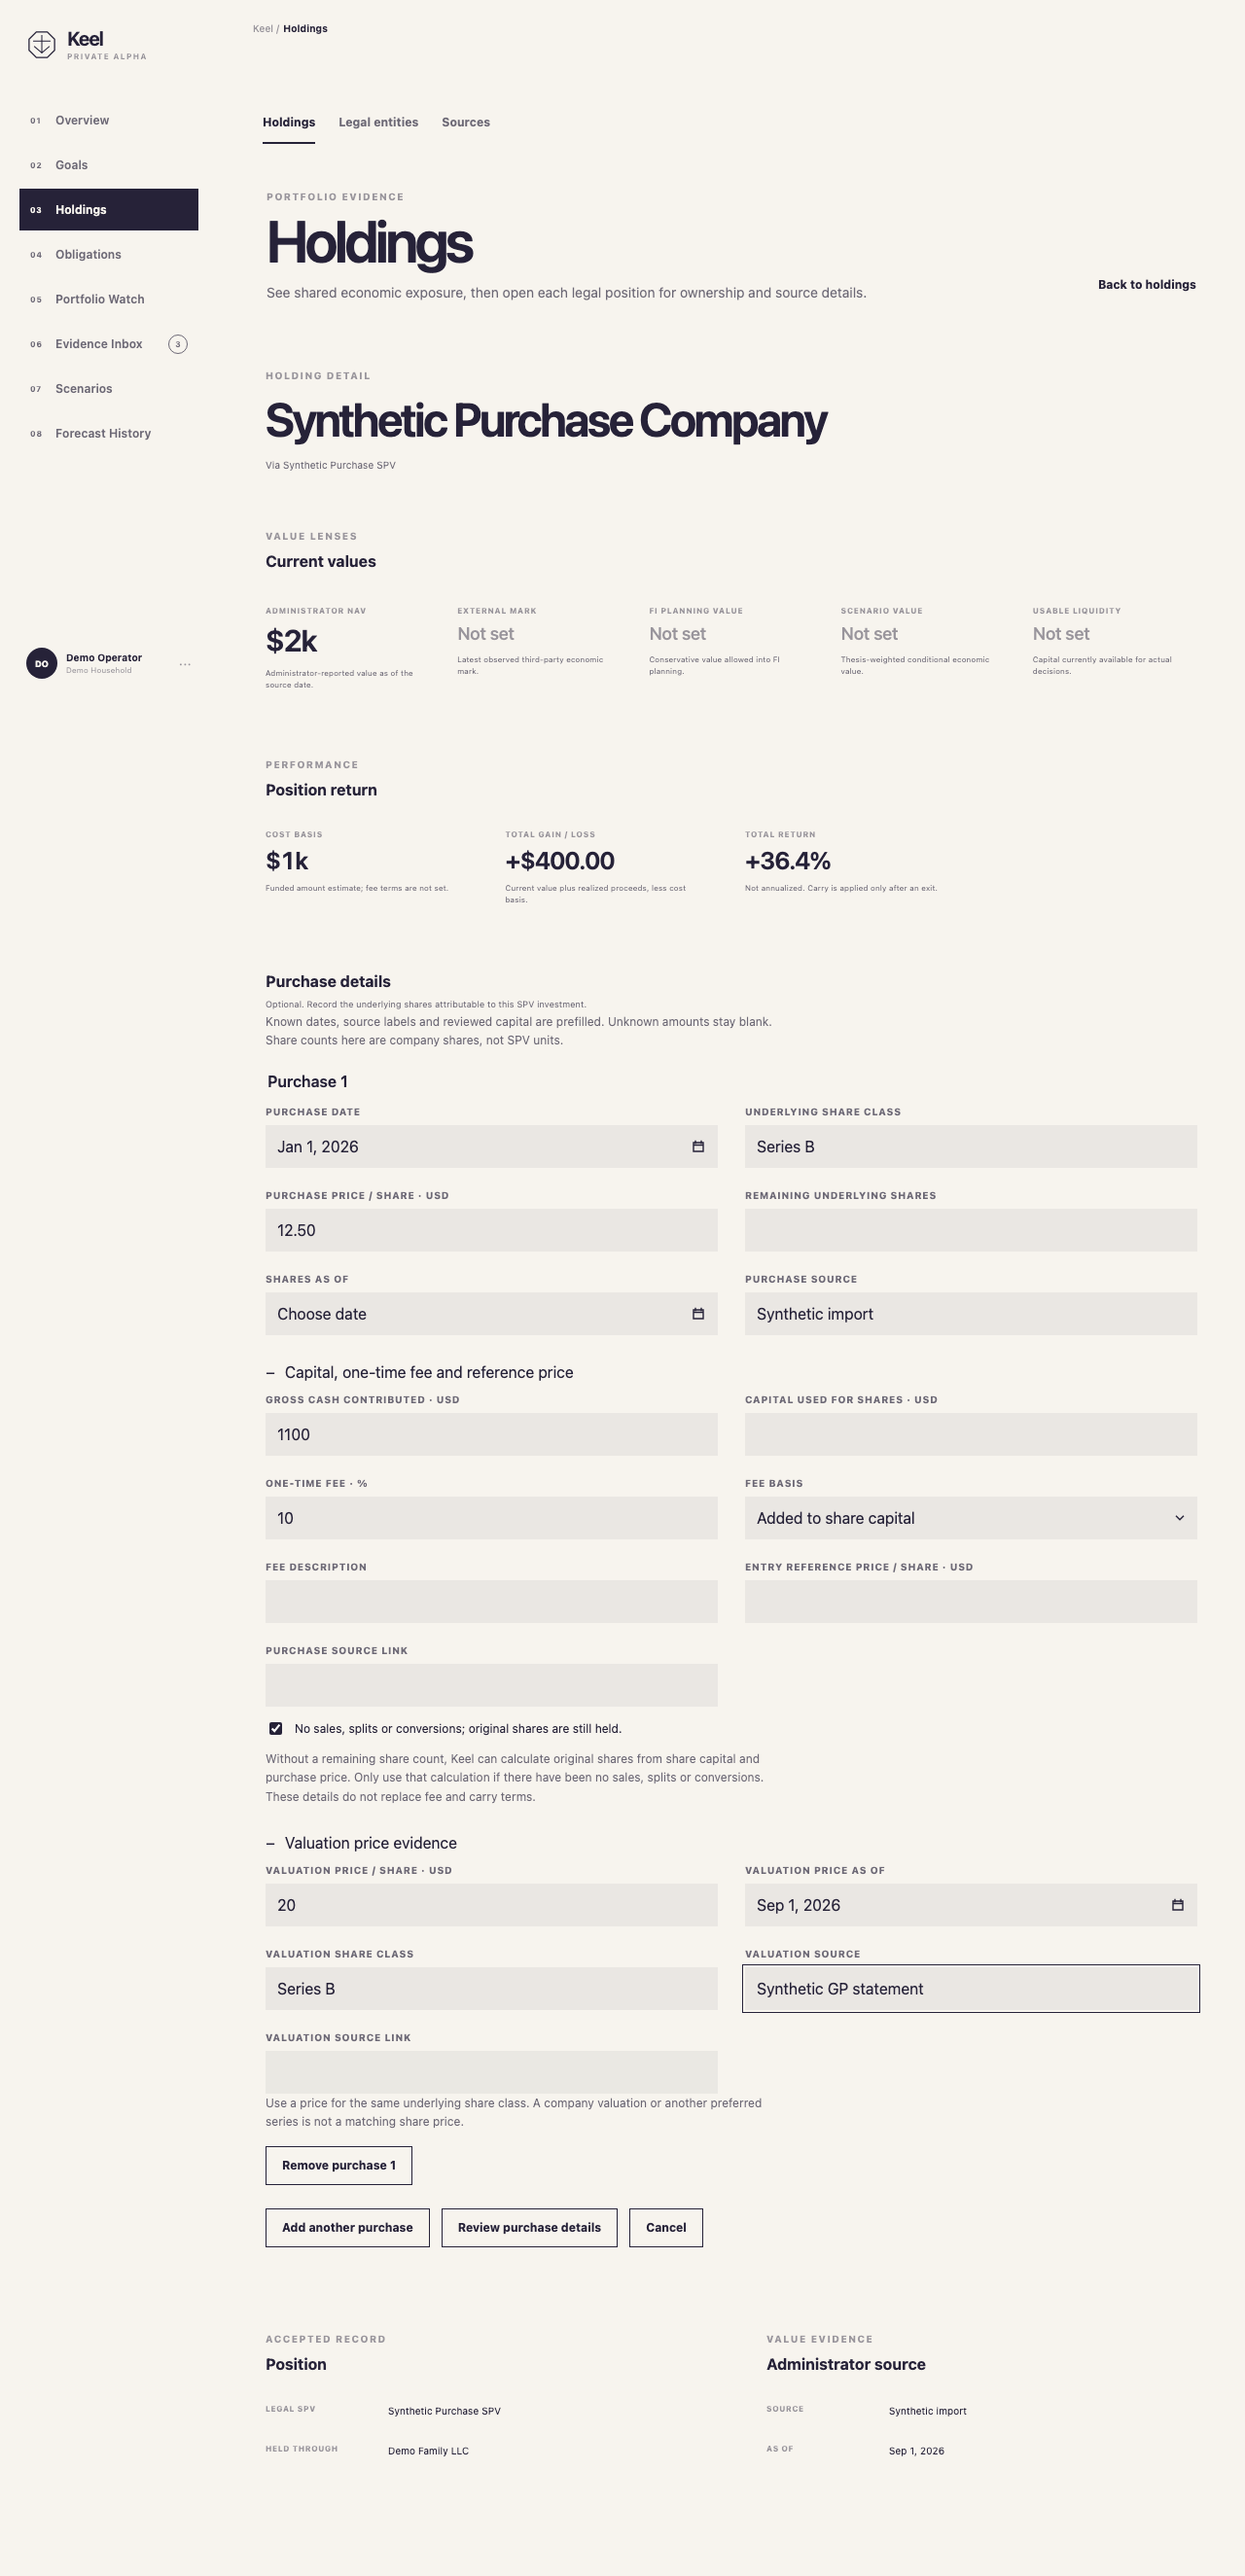 Keel
PRIVATE ALPHA
Keel / Holdings
01 Overview
02 Goals
03 Holdings
04 Obligations
05 Portfolio Watch
06 Evidence Inbox 3
07 Scenarios
08 Forecast History
DO
Demo Operator
Demo Household
...
Holdings Legal entities Sources
PORTFOLIO EVIDENCE
Holdings
See shared economic exposure, then open each legal position for ownership and source details.
Back to holdings
HOLDING DETAIL
Synthetic Purchase Company
Via Synthetic Purchase SPV
VALUE LENSES
Current values
ADMINISTRATOR NAV
$2k
Administrator-reported value as of the
source date.
EXTERNAL MARK
Not set
Latest observed third-party economic
mark.
FI PLANNING VALUE
Not set
Conservative value allowed into FI
planning.
SCENARIO VALUE
Not set
Thesis-weighted conditional economic
value.
USABLE LIQUIDITY
Not set
Capital currently available for actual
decisions.
PERFORMANCE
Position return
COST BASIS
$1k
Funded amount estimate; fee terms are not set.
TOTAL GAIN / LOSS
+$400.00
Current value plus realized proceeds, less cost
basis.
TOTAL RETURN
+36.4%
Not annualized. Carry is applied only after an exit.
Purchase details
Optional. Record the underlying shares attributable to this SPV investment.
Known dates, source labels and reviewed capital are prefilled. Unknown amounts stay blank.
Share counts here are company shares, not SPV units.
Purchase 1
PURCHASE DATE
Jan 1, 2026
UNDERLYING SHARE CLASS
Series B
PURCHASE PRICE / SHARE · USD
12.50
REMAINING UNDERLYING SHARES
SHARES AS OF
Choose date
PURCHASE SOURCE
Synthetic import
– Capital, one-time fee and reference price
GROSS CASH CONTRIBUTED · USD
1100
CAPITAL USED FOR SHARES · USD
ONE-TIME FEE · %
10
FEE BASIS
Added to share capital
FEE DESCRIPTION
ENTRY REFERENCE PRICE / SHARE · USD
PURCHASE SOURCE LINK
No sales, splits or conversions; original shares are still held.
Without a remaining share count, Keel can calculate original shares from share capital and
purchase price. Only use that calculation if there have been no sales, splits or conversions.
These details do not replace fee and carry terms.
– Valuation price evidence
VALUATION PRICE / SHARE · USD
20
VALUATION PRICE AS OF
Sep 1, 2026
VALUATION SHARE CLASS
Series B
VALUATION SOURCE
Synthetic GP statement
VALUATION SOURCE LINK
Use a price for the same underlying share class. A company valuation or another preferred
series is not a matching share price.
Remove purchase 1
Add another purchase
Review purchase details
Cancel
ACCEPTED RECORD
Position
LEGAL SPV Synthetic Purchase SPV
HELD THROUGH Demo Family LLC
VALUE EVIDENCE
Administrator source
SOURCE Synthetic import
AS OF Sep 1, 2026